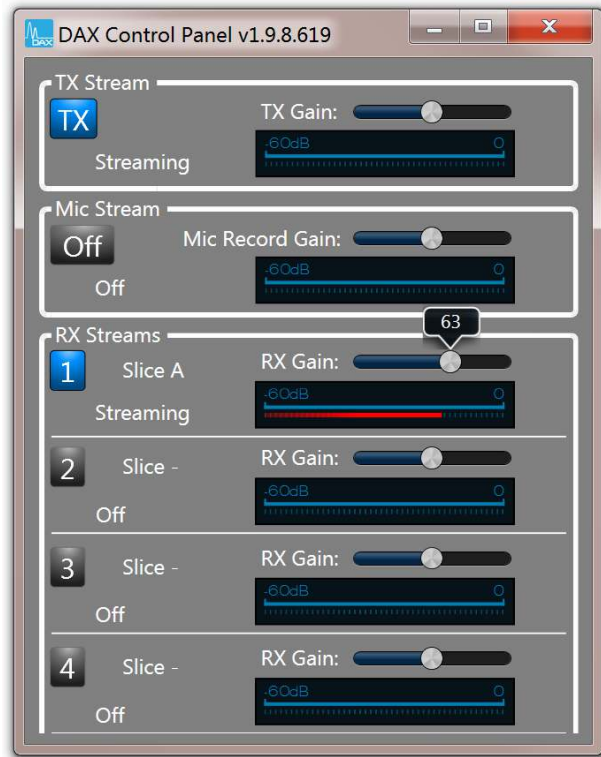 DAX
DAX Control Panel v1.9.8.619
X
TX Stream
TX
TX Gain:
-60dB 0
Streaming
Mic Stream
Off
Mic Record Gain:
-60dB 0
Off
63
RX Streams
1 Slice A RX Gain:
-60dB 0
Streaming
2 Slice - RX Gain:
-60dB 0
Off
3 Slice - RX Gain:
-60dB 0
Off
4 Slice - RX Gain:
-60dB 0
Off